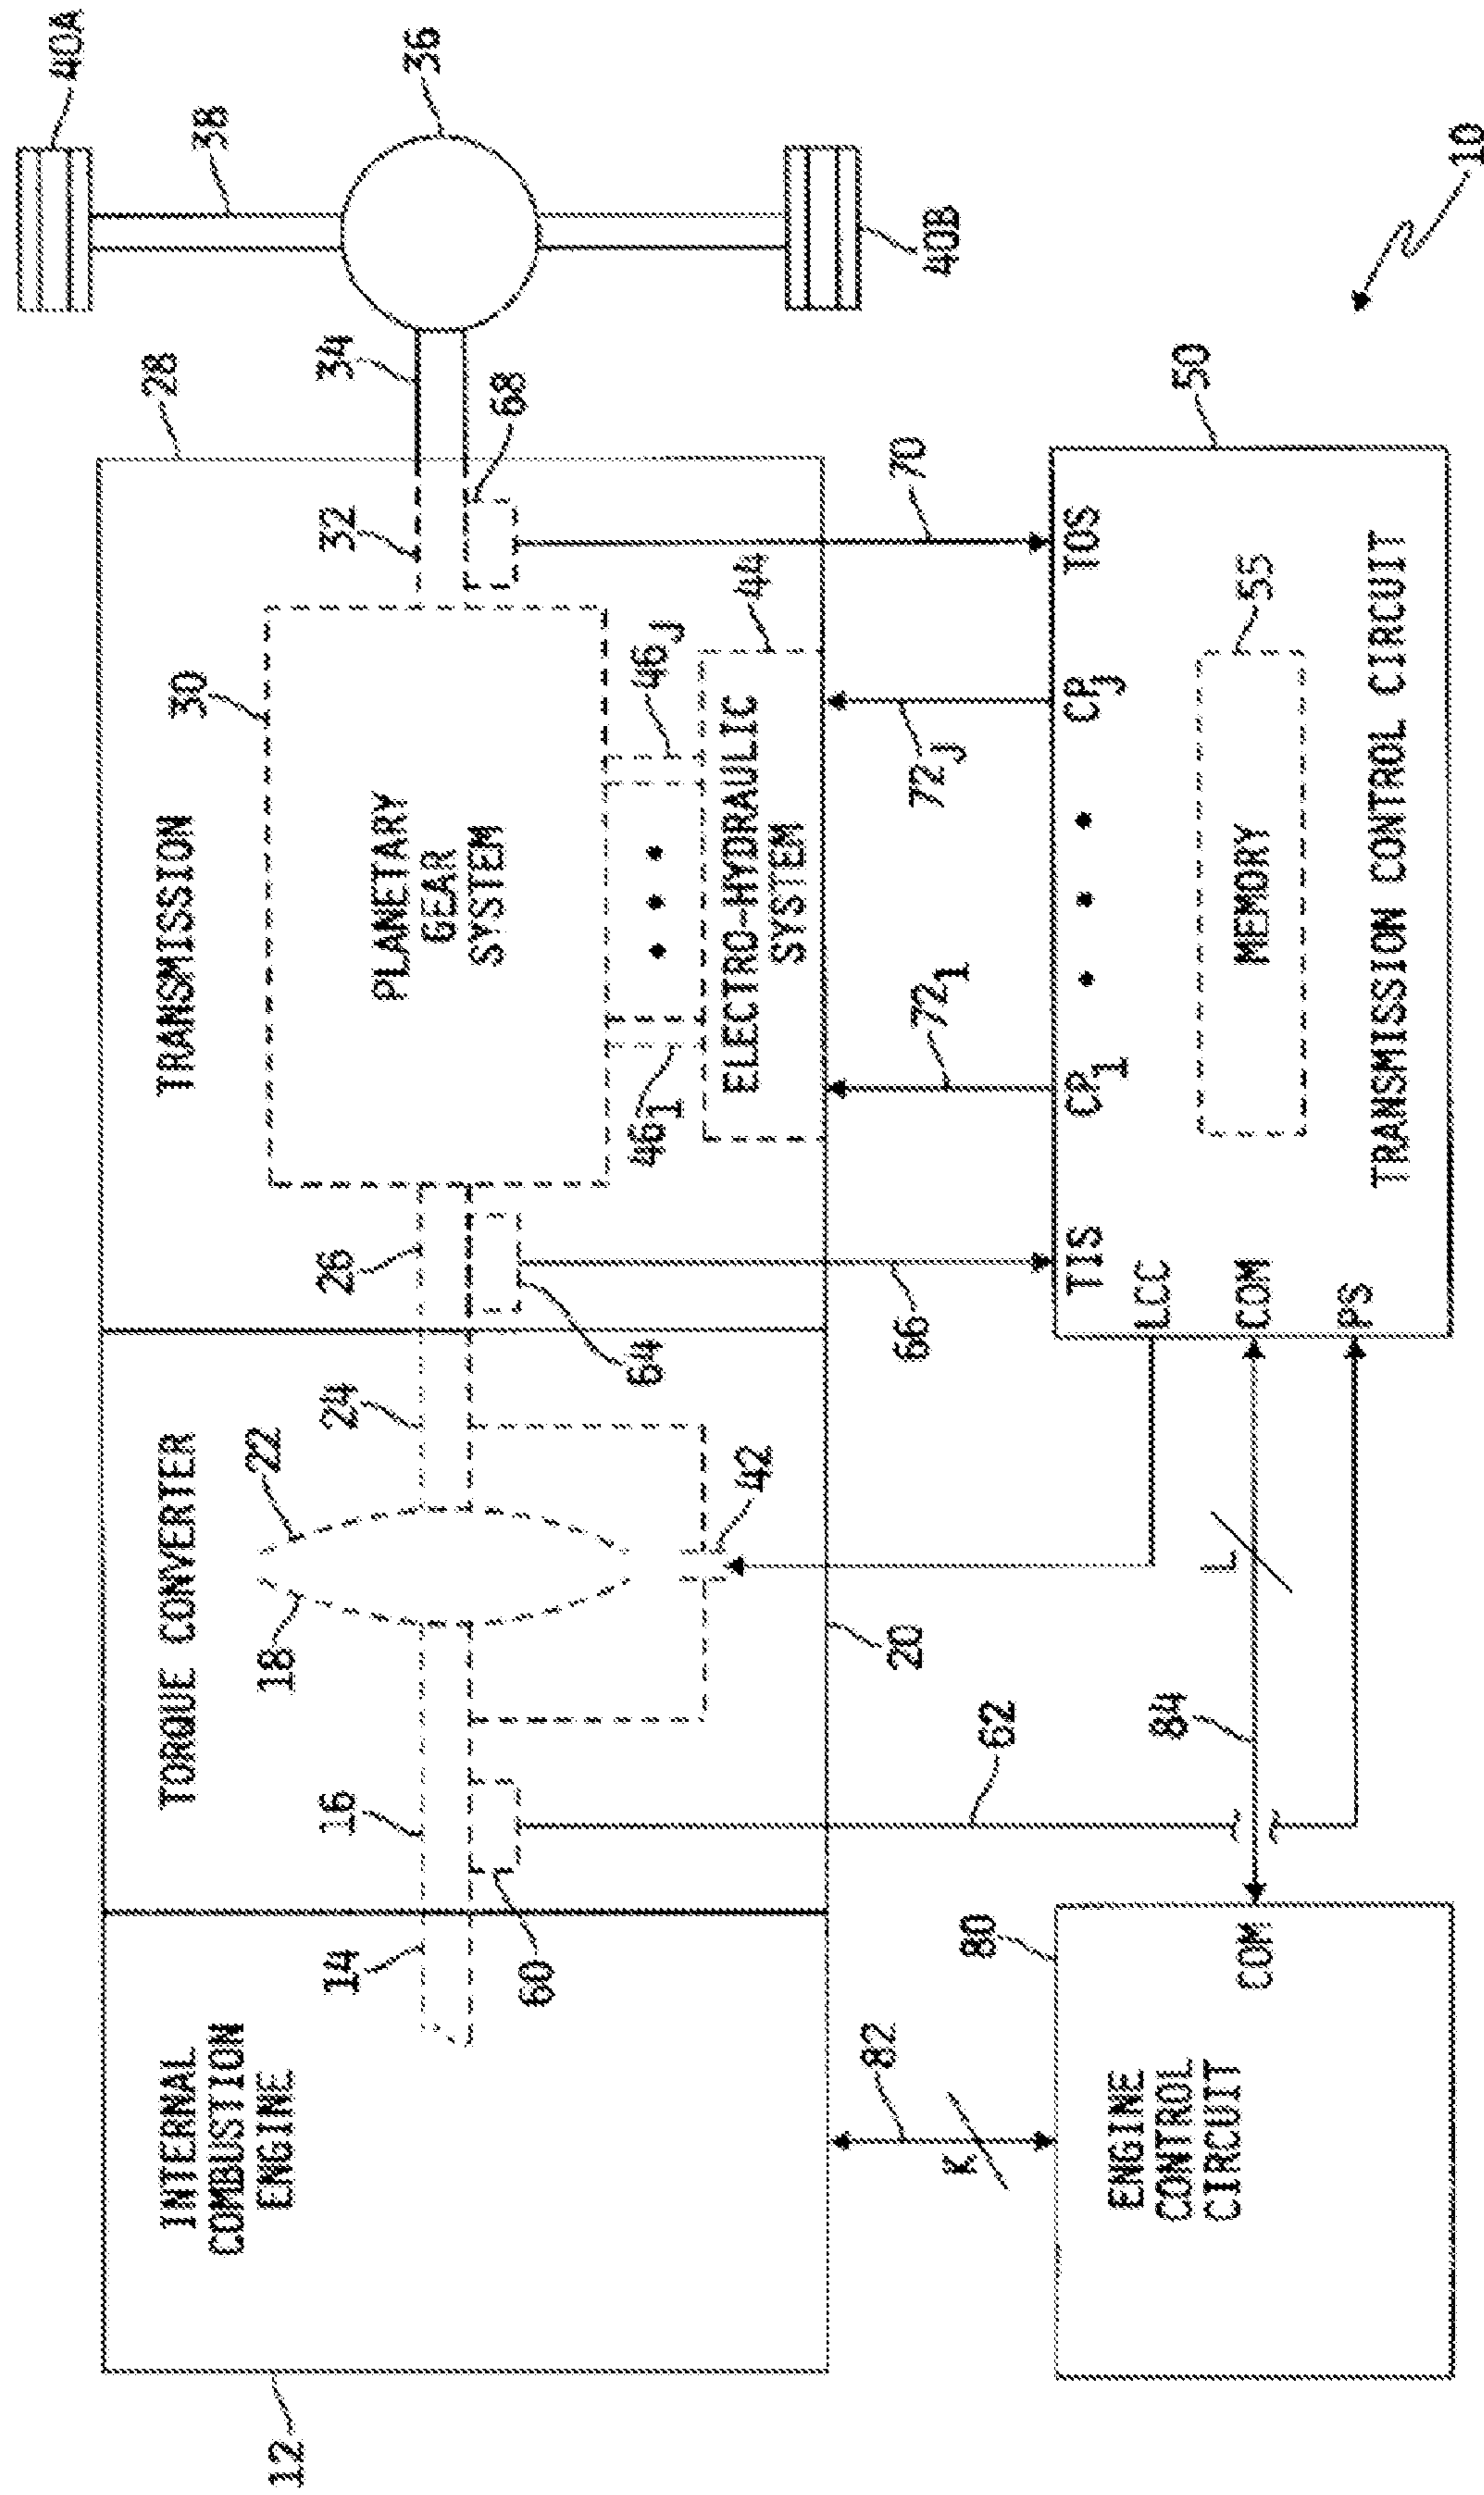 12
INTERNAL
COMBUSTION
ENGINE
14
60
TORQUE CONVERTER
16
18
22
24
42
20
62
TRANSMISSION
28
30
26
64
66
PLANETARY
GEAR
SYSTEM
46₁
• • •
46J
ELECTRO-HYDRAULIC
SYSTEM
44
32
34
68
70
36
38
40A
40B
72₁
72J
82
K
80
ENGINE
CONTROL
CIRCUIT
COM
84
L
TIS
CP₁
• • •
CPJ
TOS
LCC
COM
PS
MEMORY
55
TRANSMISSION CONTROL CIRCUIT
50
10